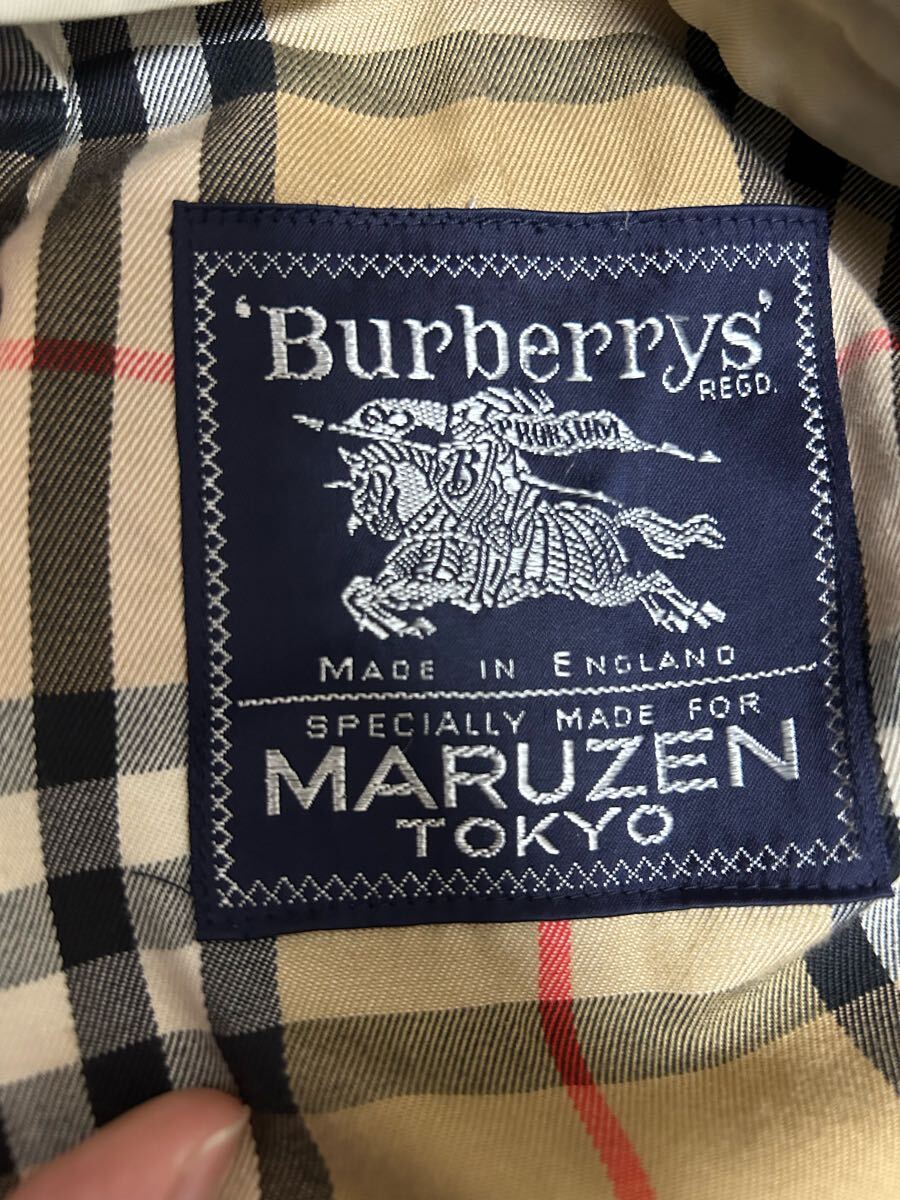 'Burberrys'
REGD.
PRORSUM
B
MADE IN ENGLAND
SPECIALLY MADE FOR
MARUZEN
TOKYO